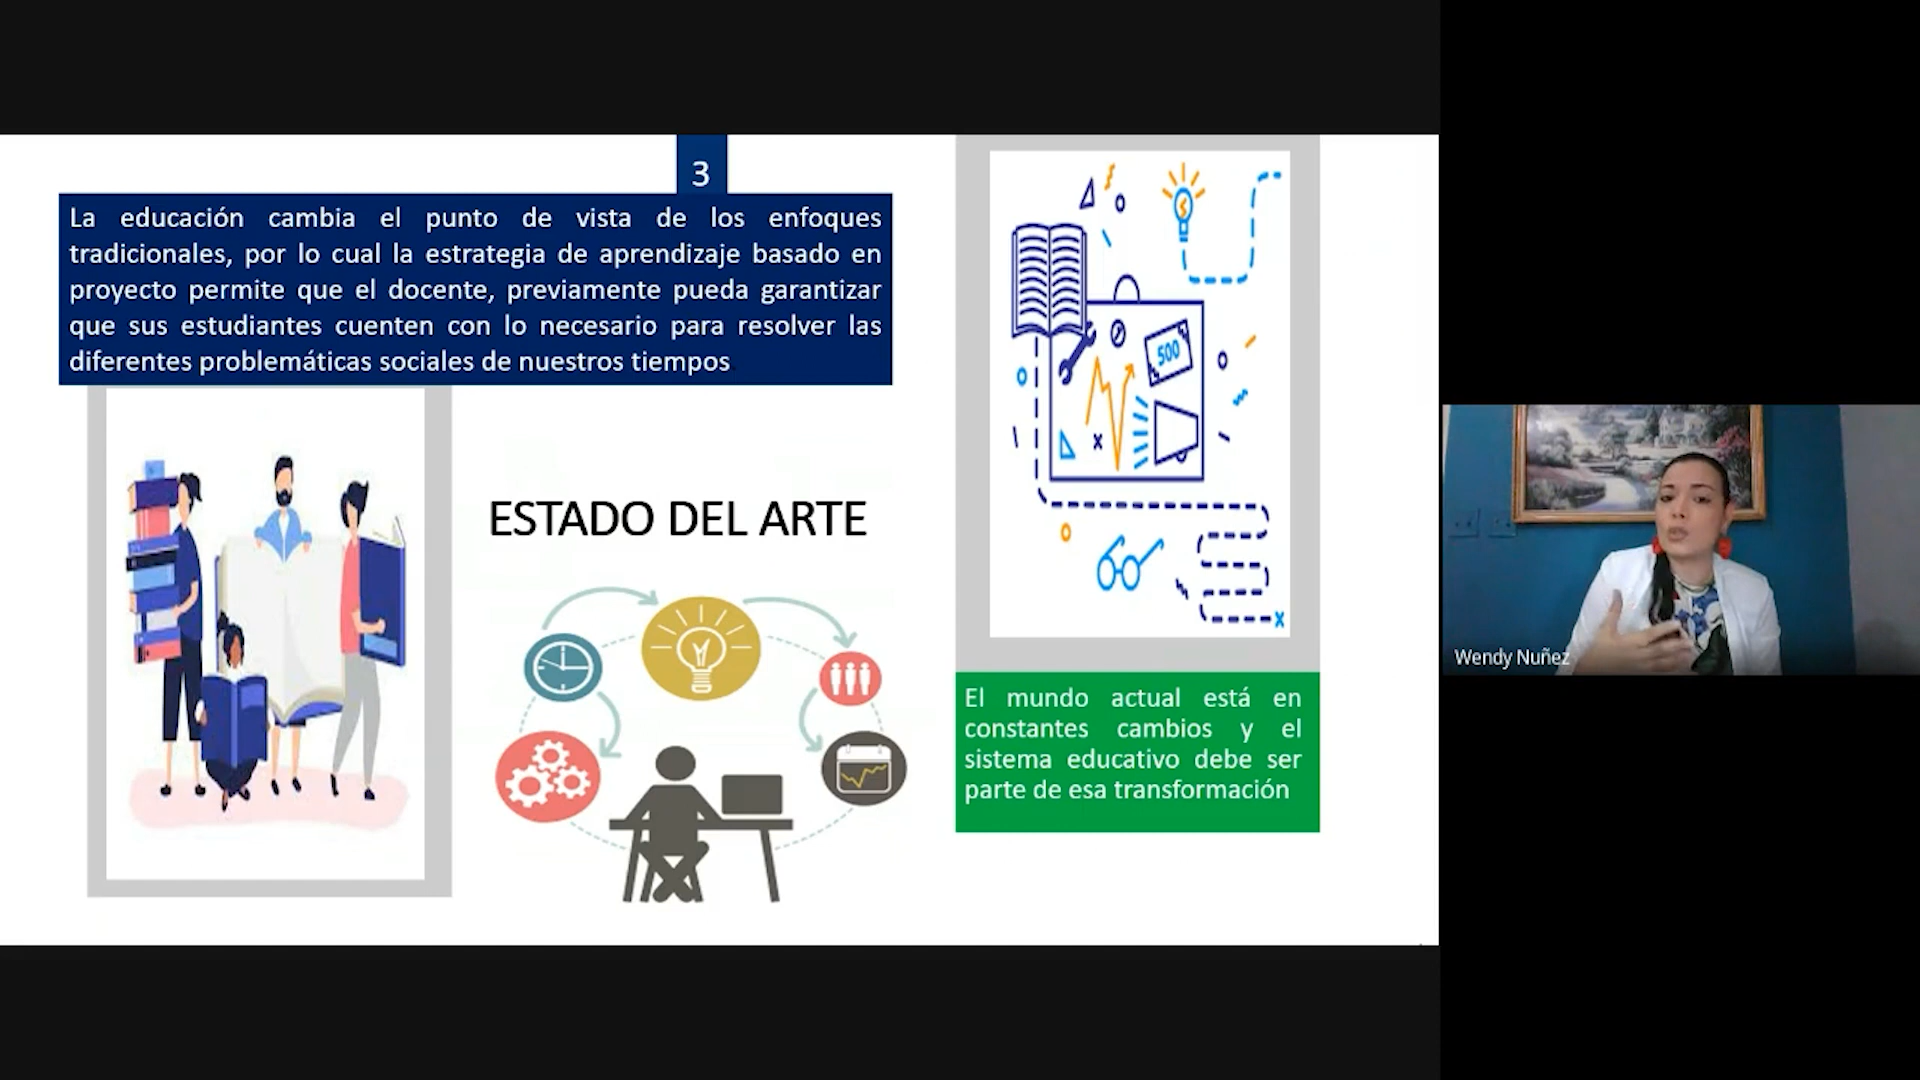 3
La educación cambia el punto de vista de los enfoques
tradicionales, por lo cual la estrategia de aprendizaje basado en
proyecto permite que el docente, previamente pueda garantizar
que sus estudiantes cuenten con lo necesario para resolver las
diferentes problemáticas sociales de nuestros tiempos.
ESTADO DEL ARTE
500
El mundo actual está en
constantes cambios y el
sistema educativo debe ser
parte de esa transformación
Wendy Nuñez